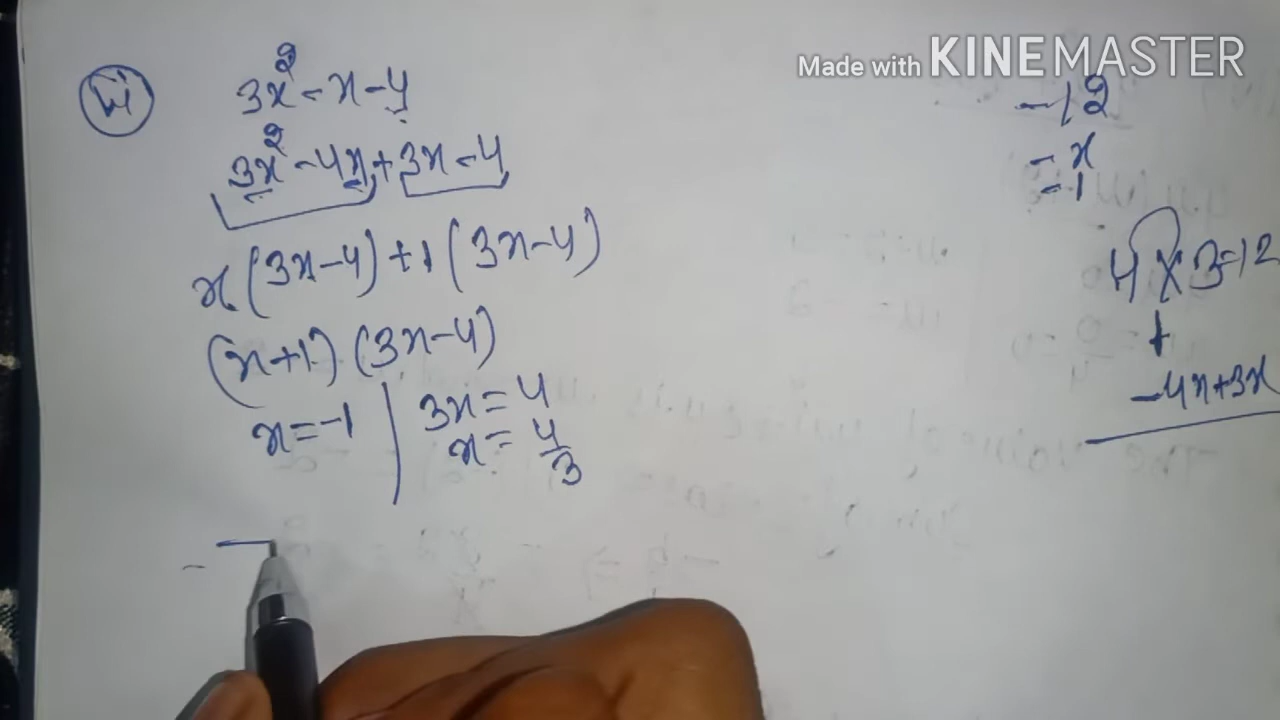 Made with KINEMASTER
3x² - x - 4
3x² - 4x + 3x - 4
x(3x-4) + 1(3x-4)
(x+1) (3x-4)
x = -1 | 3x = 4
x = 4/3
-12
-x
-1
4 x 3 = 12
+
-4x+3x